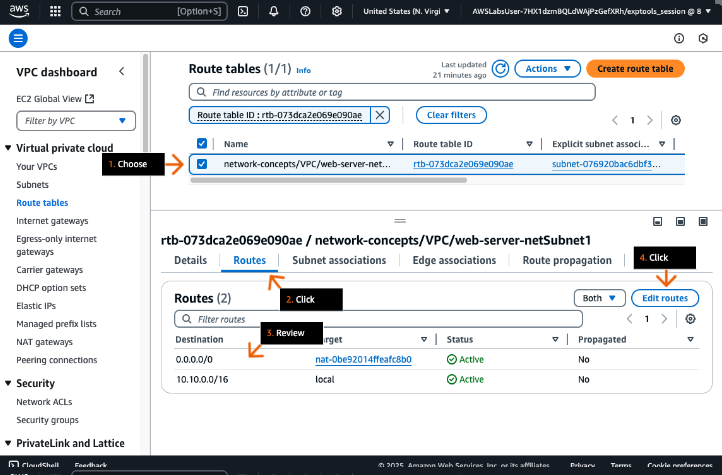 aws
Search [Option+S] United States (N. Virgi AWSLabsUser-7HX1dzm8QLdWAjPzGefXRh/exptools_session @ 8
VPC dashboard
EC2 Global View
Filter by VPC
Virtual private cloud
Your VPCs
Subnets
Route tables
Internet gateways
Egress-only internet
gateways
Carrier gateways
DHCP option sets
Elastic IPs
Managed prefix lists
NAT gateways
Peering connections
Security
Network ACLs
Security groups
PrivateLink and Lattice
Route tables (1/1) Info
Last updated
21 minutes ago
Actions
Create route table
Find resources by attribute or tag
Route table ID : rtb-073dca2e069e090ae
Clear filters
1
Name Route table ID Explicit subnet associ...
1. Choose
network-concepts/VPC/web-server-net... rtb-073dca2e069e090ae subnet-076920bac6dbf3...
rtb-073dca2e069e090ae / network-concepts/VPC/web-server-netSubnet1
Details Routes Subnet associations Edge associations Route propagation
4. Click
2. Click
Routes (2)
Both
Edit routes
Filter routes
1
3. Review
Destination arget Status Propagated
0.0.0.0/0 nat-0be92014ffeafc8b0 Active No
10.10.0.0/16 local Active No
CloudShell Feedback © 2025, Amazon Web Services, Inc. or its affiliates. Privacy Terms Cookie preferences